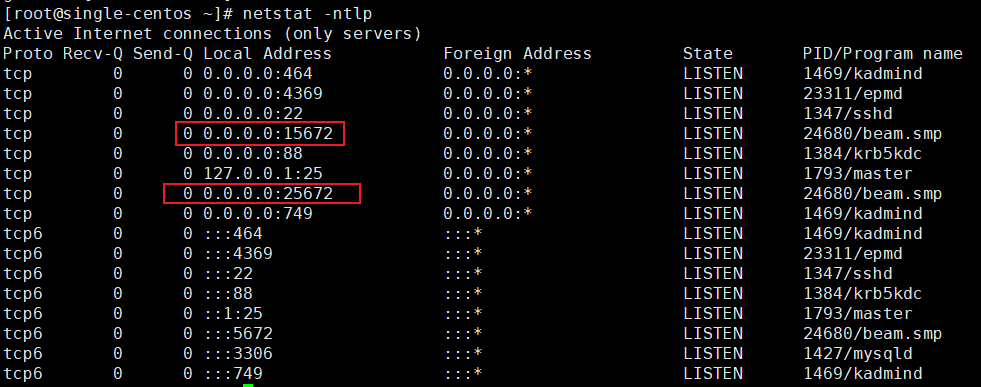 [root@single-centos ~]# netstat -ntlp
Active Internet connections (only servers)
Proto Recv-Q Send-Q Local Address           Foreign Address         State       PID/Program name
tcp        0      0 0.0.0.0:464             0.0.0.0:*               LISTEN      1469/kadmind
tcp        0      0 0.0.0.0:4369            0.0.0.0:*               LISTEN      23311/epmd
tcp        0      0 0.0.0.0:22              0.0.0.0:*               LISTEN      1347/sshd
tcp        0      0 0.0.0.0:15672           0.0.0.0:*               LISTEN      24680/beam.smp
tcp        0      0 0.0.0.0:88              0.0.0.0:*               LISTEN      1384/krb5kdc
tcp        0      0 127.0.0.1:25            0.0.0.0:*               LISTEN      1793/master
tcp        0      0 0.0.0.0:25672           0.0.0.0:*               LISTEN      24680/beam.smp
tcp        0      0 0.0.0.0:749             0.0.0.0:*               LISTEN      1469/kadmind
tcp6       0      0 :::464                  :::*                    LISTEN      1469/kadmind
tcp6       0      0 :::4369                 :::*                    LISTEN      23311/epmd
tcp6       0      0 :::22                   :::*                    LISTEN      1347/sshd
tcp6       0      0 :::88                   :::*                    LISTEN      1384/krb5kdc
tcp6       0      0 ::1:25                  :::*                    LISTEN      1793/master
tcp6       0      0 :::5672                 :::*                    LISTEN      24680/beam.smp
tcp6       0      0 :::3306                 :::*                    LISTEN      1427/mysqld
tcp6       0      0 :::749                  :::*                    LISTEN      1469/kadmind